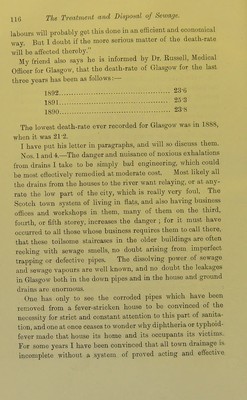 116 The Treatment and Disposal of Sewage.
labours will probably get this done in an efficient and economical
way. But I doubt if the more serious matter of the death-rate
will be affected thereby.”
My friend also says he is informed by Dr. Russell, Medical
Officer for Glasgow, that the death-rate of Glasgow for the last
three years has been as follows:—
1892 ................................ 23·6
1891 ................................ 25·3
1890 ................................ 23·8
The lowest death-rate ever recorded for Glasgow was in 1888,
when it was 21·2.
I have put his letter in paragraphs, and will so discuss them.
Nos. 1 and 4.—The danger and nuisance of noxious exhalations
from drains I take to be simply bad engineering, which could
be most effectively remedied at moderate cost. Most likely all
the drains from the houses to the river want relaying, or at any-
rate the low part of the city, which is really very foul. The
Scotch town system of living in flats, and also having business
offices and workshops in them, many of them on the third,
fourth, or fifth storey, increases the danger; for it must have
occurred to all those whose business requires them to call there,
that these toilsome staircases in the older buildings are often
reeking with sewage smells, no doubt arising from imperfect
trapping or defective pipes. The dissolving power of sewage
and sewage vapours are well known, and no doubt the leakages
in Glasgow both in the down pipes and in the house and ground
drains are enormous.
One has only to see the corroded pipes which have been
removed from a fever-stricken house to be convinced of the
necessity for strict and constant attention to this part of sanita-
tion, and one at once ceases to wonder why diphtheria or typhoid-
fever made that house its home and its occupants its victims.
For some years I have been convinced that all town drainage is
incomplete without a system of proved acting and effective